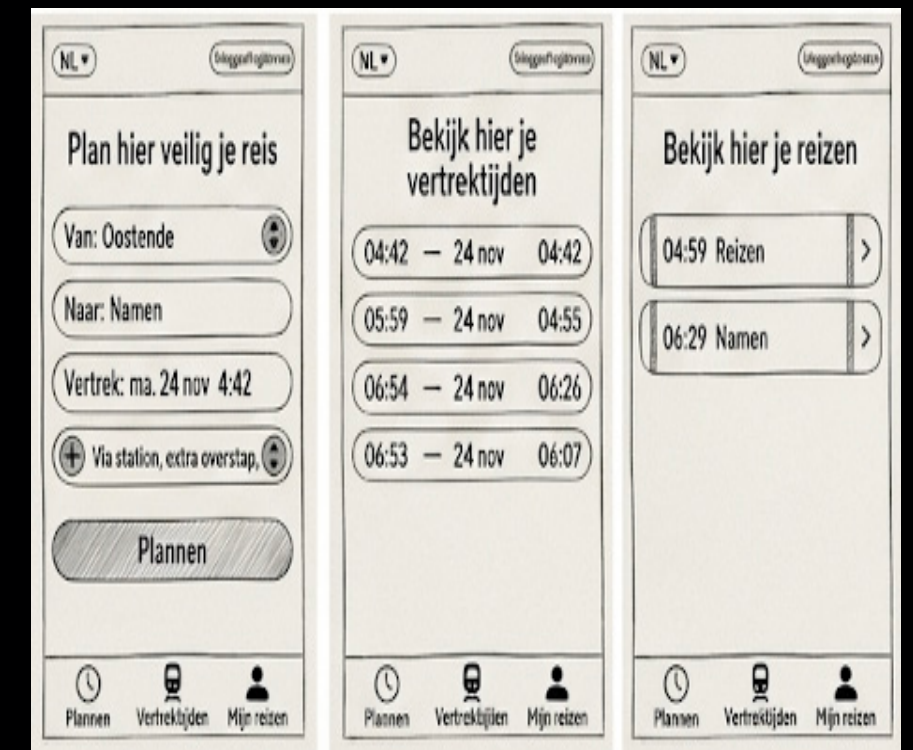 NL
Plan hier veilig je reis
Van: Oostende
Naar: Namen
Vertrek: ma. 24 nov 4:42
Via station, extra overstap,
Plannen
Plannen Vertrektijden Mijn reizen
NL
Bekijk hier je
vertrektijden
04:42 — 24 nov 04:42
05:59 — 24 nov 04:55
06:54 — 24 nov 06:26
06:53 — 24 nov 06:07
Plannen Mijn reizen
NL
Bekijk hier je reizen
04:59 Reizen
06:29 Namen
Plannen Vertrektijden Mijn reizen